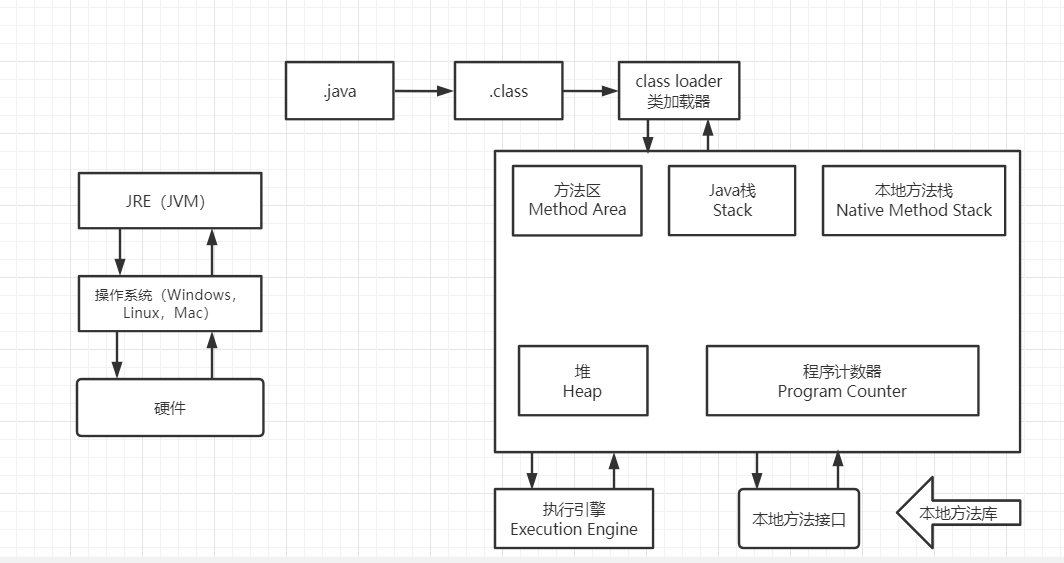 .java
.class
class loader
类加载器
JRE（JVM）
操作系统（Windows，
Linux，Mac）
硬件
方法区
Method Area
Java栈
Stack
本地方法栈
Native Method Stack
堆
Heap
程序计数器
Program Counter
执行引擎
Execution Engine
本地方法接口
本地方法库